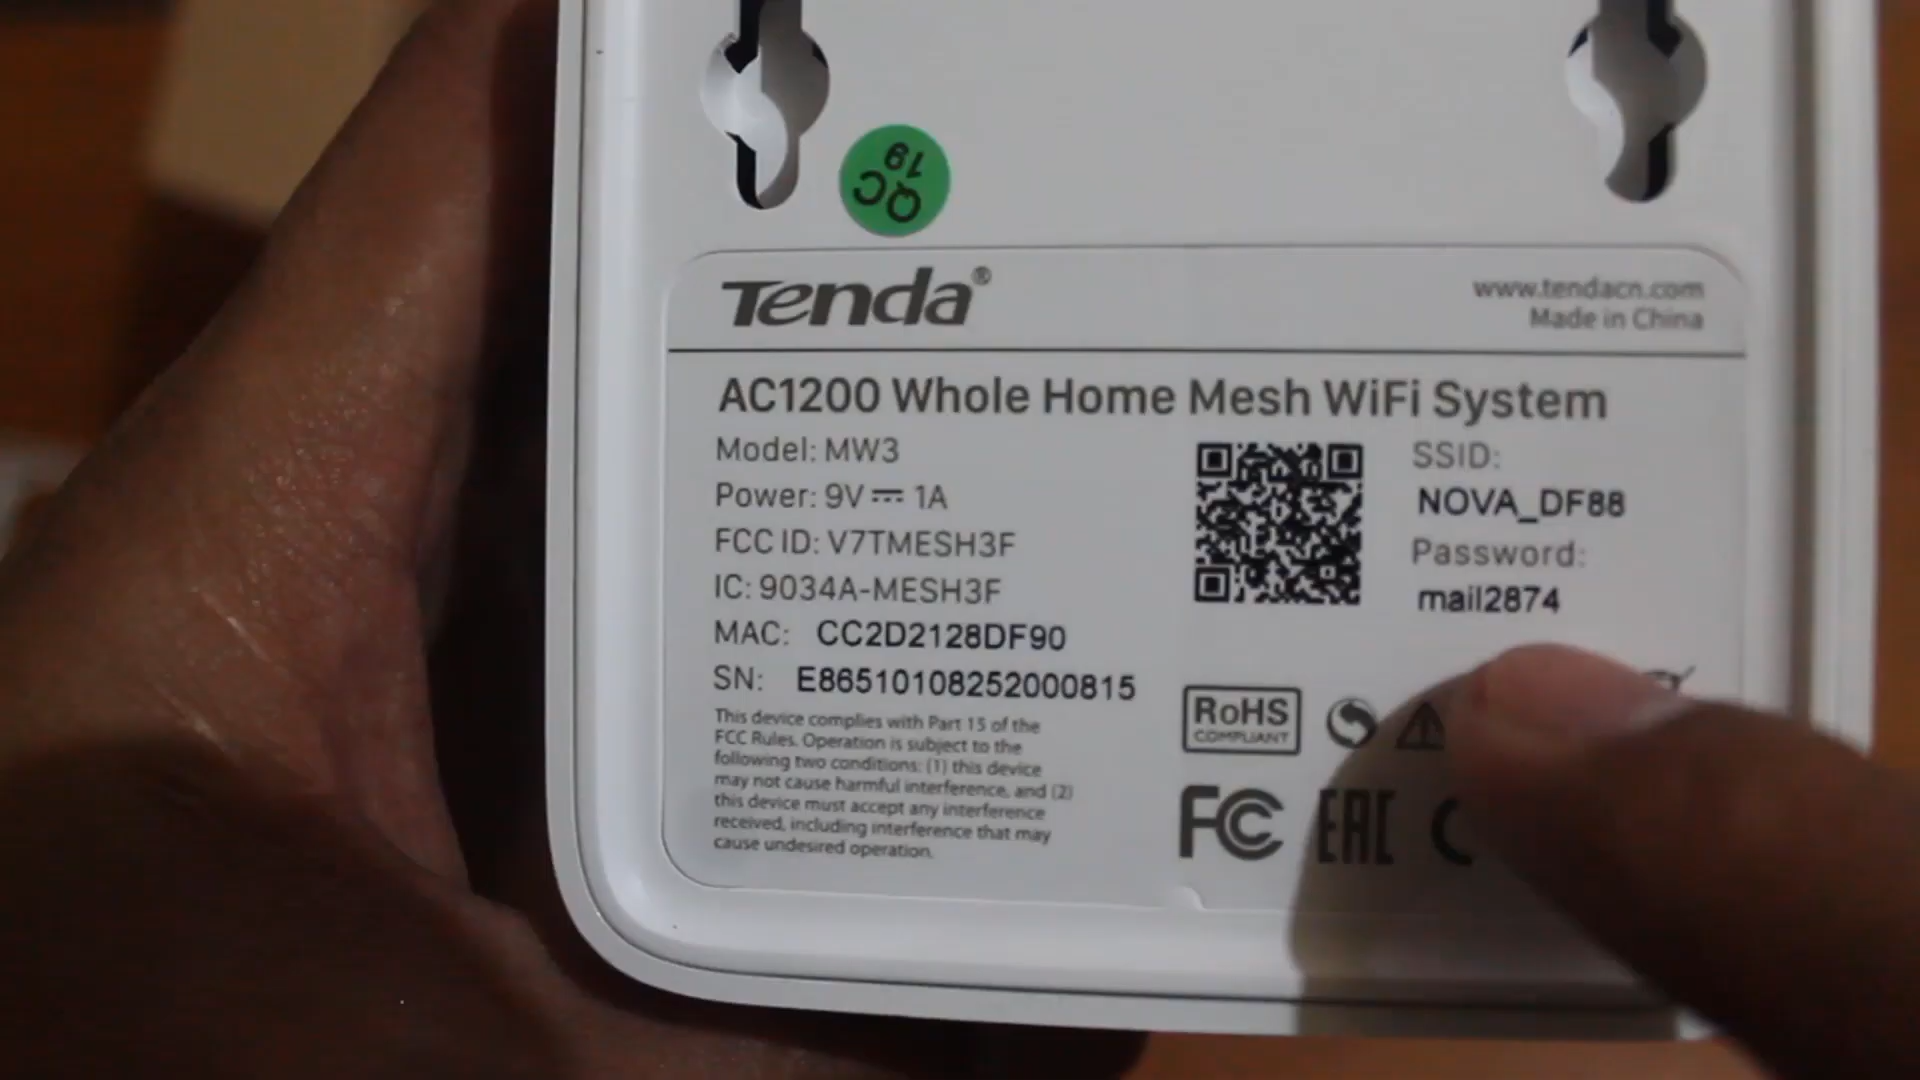 QC
19
Tenda®
www.tendacn.com
Made in China
AC1200 Whole Home Mesh WiFi System
Model: MW3
Power: 9V⎓1A
FCC ID: V7TMESH3F
IC: 9034A-MESH3F
MAC: CC2D2128DF90
SN: E86510108252000815
This device complies with Part 15 of the
FCC Rules. Operation is subject to the
following two conditions: (1) this device
may not cause harmful interference, and (2)
this device must accept any interference
received, including interference that may
cause undesired operation.
SSID:
NOVA_DF88
Password:
mail2874
RoHS
COMPLIANT
FC
EAC